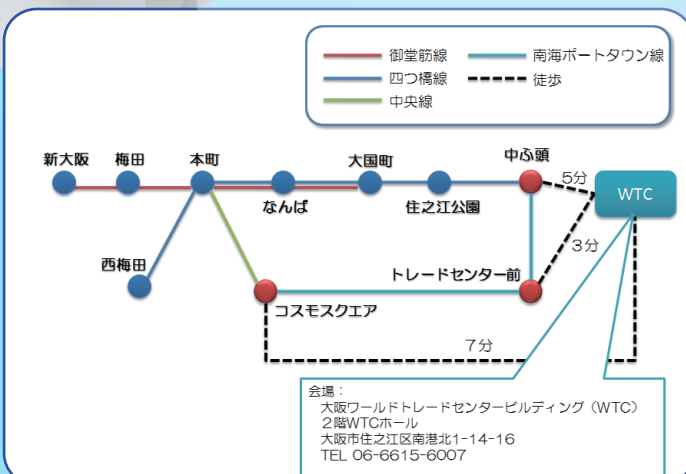 御堂筋線
南海ポートタウン線
四つ橋線
徒歩
中央線
新大阪
梅田
本町
大国町
中ふ頭
5分
WTC
なんば
住之江公園
3分
西梅田
トレードセンター前
コスモスクエア
7分
会場：
大阪ワールドトレードセンタービルディング（WTC）
２階WTCホール
大阪市住之江区南港北1-14-16
TEL 06-6615-6007